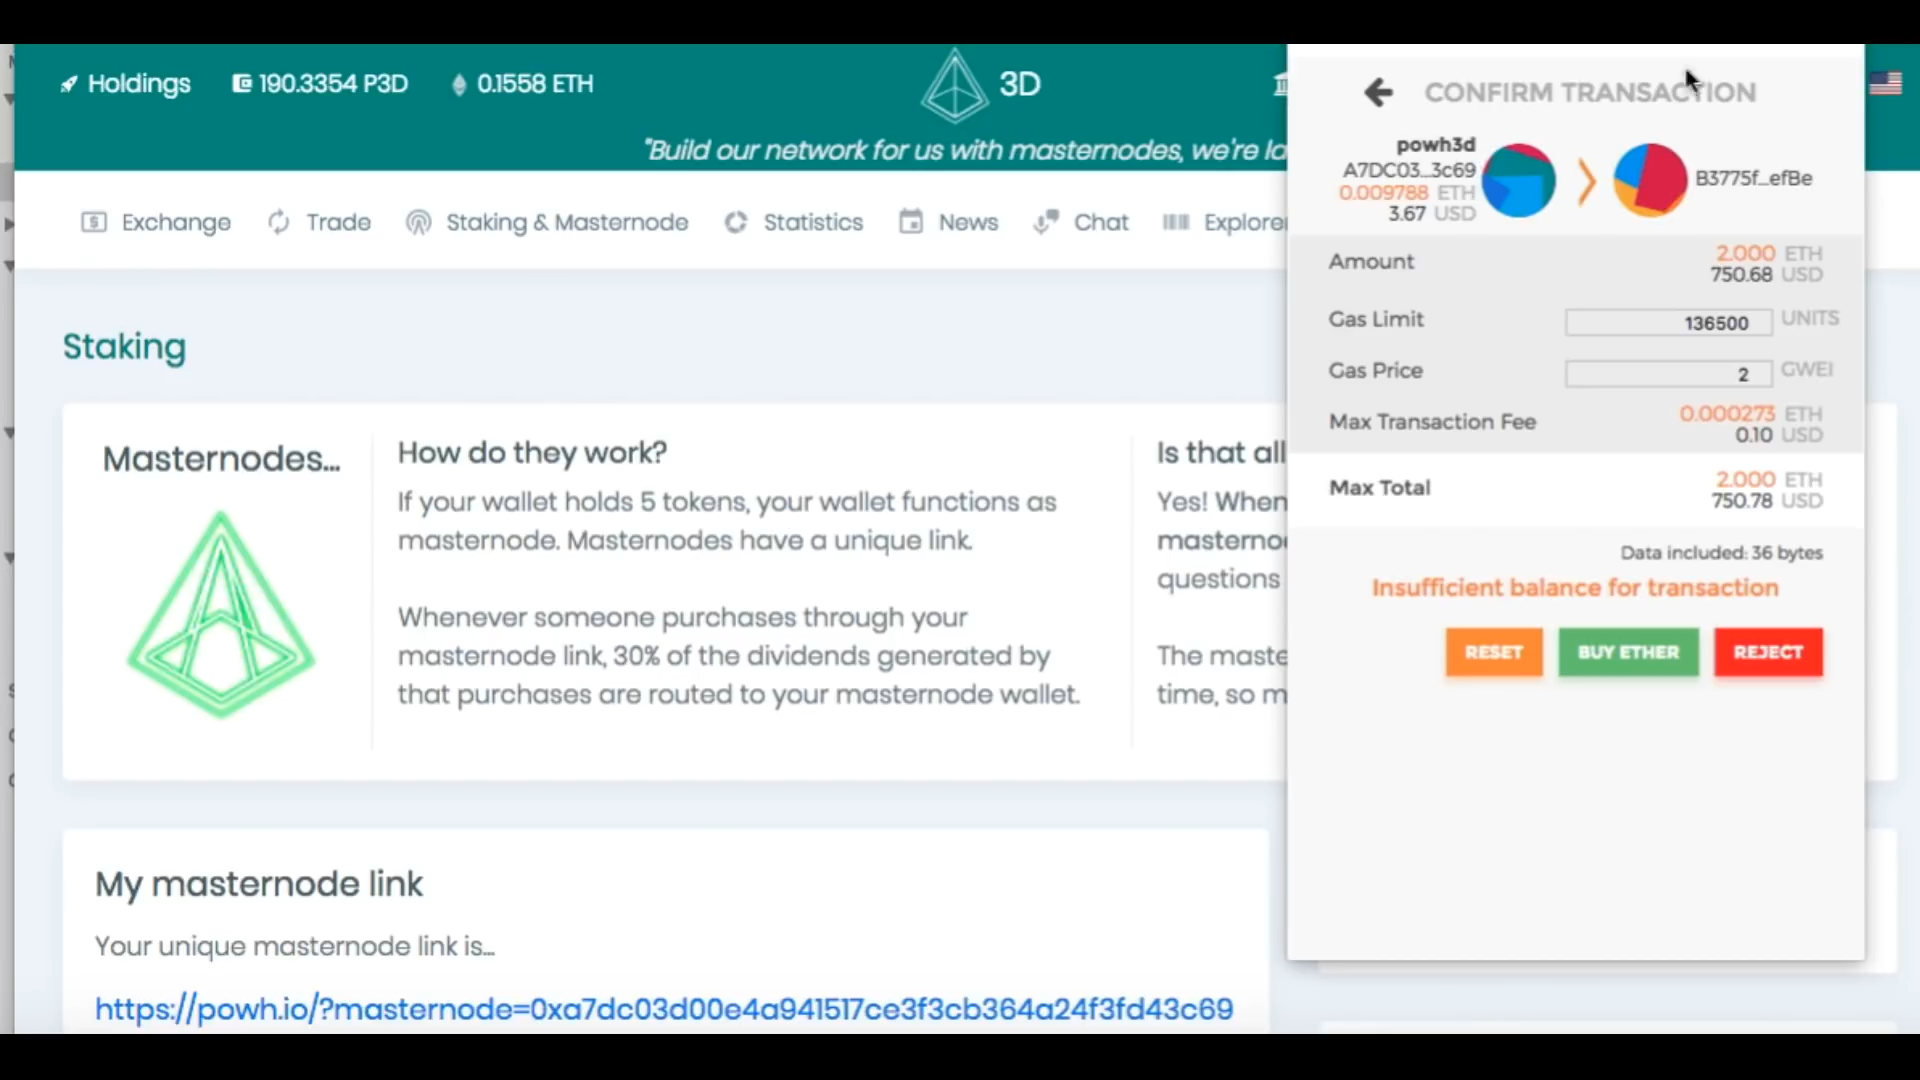 Holdings
190.3354 P3D
0.1558 ETH
3D
"Build our network for us with masternodes, we're
Exchange
Trade
Staking & Masternode
Statistics
News
Chat
Staking
Masternodes...
How do they work?
If your wallet holds 5 tokens, your wallet functions as
masternode. Masternodes have a unique link.
Whenever someone purchases through your
masternode link, 30% of the dividends generated by
that purchases are routed to your masternode wallet.
Is that all
Yes! When
questions
The
time, so
My masternode link
Your unique masternode link is...
https://powh.io/?masternode=0xa7dc03d00e4a941517ce3f3cb364a24f3fd43c69
CONFIRM TRANSACTION
powh3d
A7DC03...3c69
0.009788 ETH
3.67 USD
B3775f...efBe
Amount
2.000 ETH
750.68 USD
Gas Limit
136500 UNITS
Gas Price
2 GWEI
Max Transaction Fee
0.000273 ETH
0.10 USD
Max Total
2.000 ETH
750.78 USD
Data included: 36 bytes
Insufficient balance for transaction
RESET
BUY ETHER
REJECT